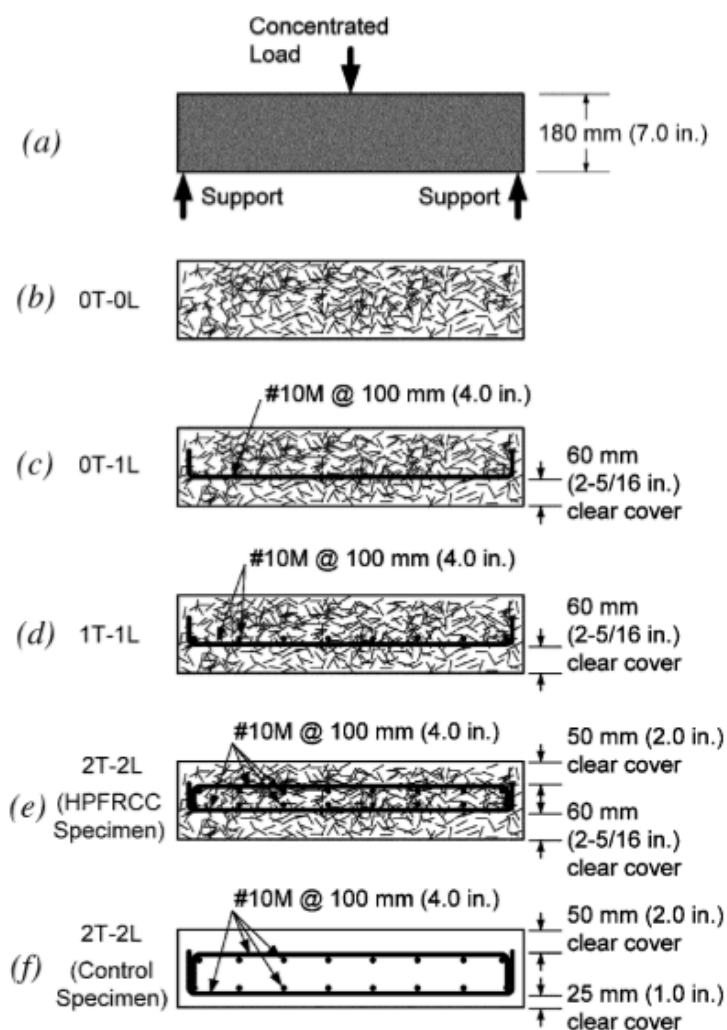 Concentrated
Load
(a)
180 mm (7.0 in.)
Support
Support
(b) 0T-0L
#10M @ 100 mm (4.0 in.)
(c) 0T-1L
60 mm
(2-5/16 in.)
clear cover
#10M @ 100 mm (4.0 in.)
(d) 1T-1L
60 mm
(2-5/16 in.)
clear cover
#10M @ 100 mm (4.0 in.)
2T-2L
(e) (HPFRCC
Specimen)
50 mm (2.0 in.)
clear cover
60 mm
(2-5/16 in.)
clear cover
#10M @ 100 mm (4.0 in.)
2T-2L
(f) (Control
Specimen)
50 mm (2.0 in.)
clear cover
25 mm (1.0 in.)
clear cover